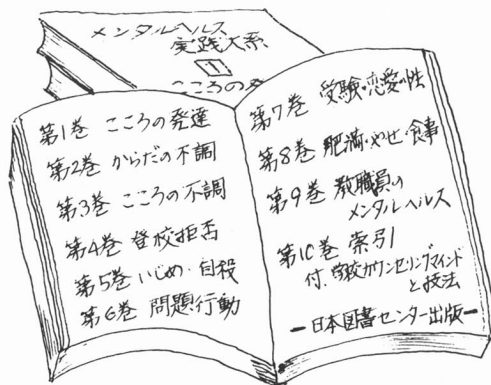 メンタルヘルス
実践大系
1
こころの発
第1巻 こころの発達
第2巻 からだの不調
第3巻 こころの不調
第4巻 登校拒否
第5巻 いじめ・自殺
第6巻 問題行動
第7巻 受験・恋愛・性
第8巻 肥満・やせ・食事
第9巻 教職員の
メンタルヘルス
第10巻 索引
付.学校カウンセリングマインド
と技法
ー日本図書センター出版ー